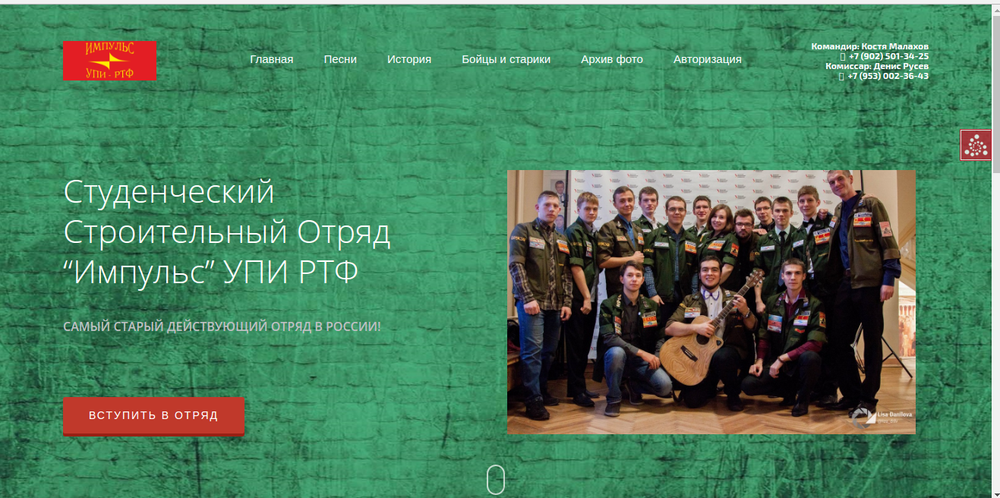 ИМПУЛЬС
УПИ - РТФ
Главная
Песни
История
Бойцы и старики
Архив фото
Авторизация
Командир: Костя Малахов
+7 (902) 501-34-25
Комиссар: Денис Русев
+7 (953) 002-36-43
Студенческий
Строительный Отряд
“Импульс” УПИ РТФ
САМЫЙ СТАРЫЙ ДЕЙСТВУЮЩИЙ ОТРЯД В РОССИИ!
ВСТУПИТЬ В ОТРЯД
Lisa Danilova